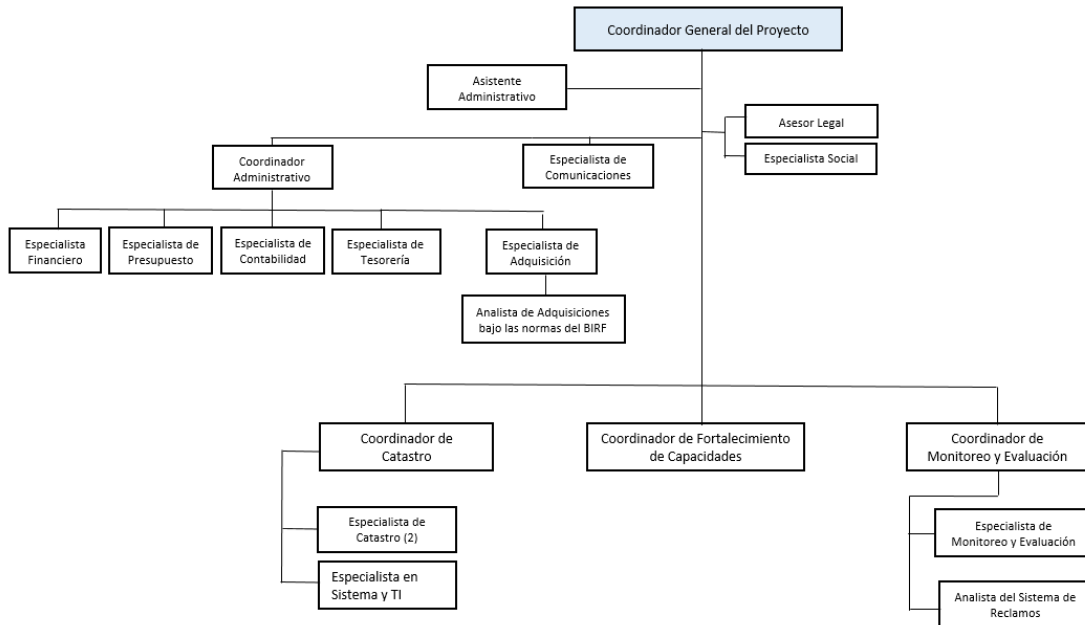 Coordinador General del Proyecto
Asistente
Administrativo
Asesor Legal
Especialista Social
Coordinador
Administrativo
Especialista de
Comunicaciones
Especialista
Financiero
Especialista de
Presupuesto
Especialista de
Contabilidad
Especialista de
Tesorería
Especialista de
Adquisición
Analista de Adquisiciones
bajo las normas del BIRF
Coordinador de
Catastro
Coordinador de Fortalecimiento
de Capacidades
Coordinador de
Monitoreo y Evaluación
Especialista de
Catastro (2)
Especialista en
Sistema y TI
Especialista de
Monitoreo y Evaluación
Analista del Sistema de
Reclamos